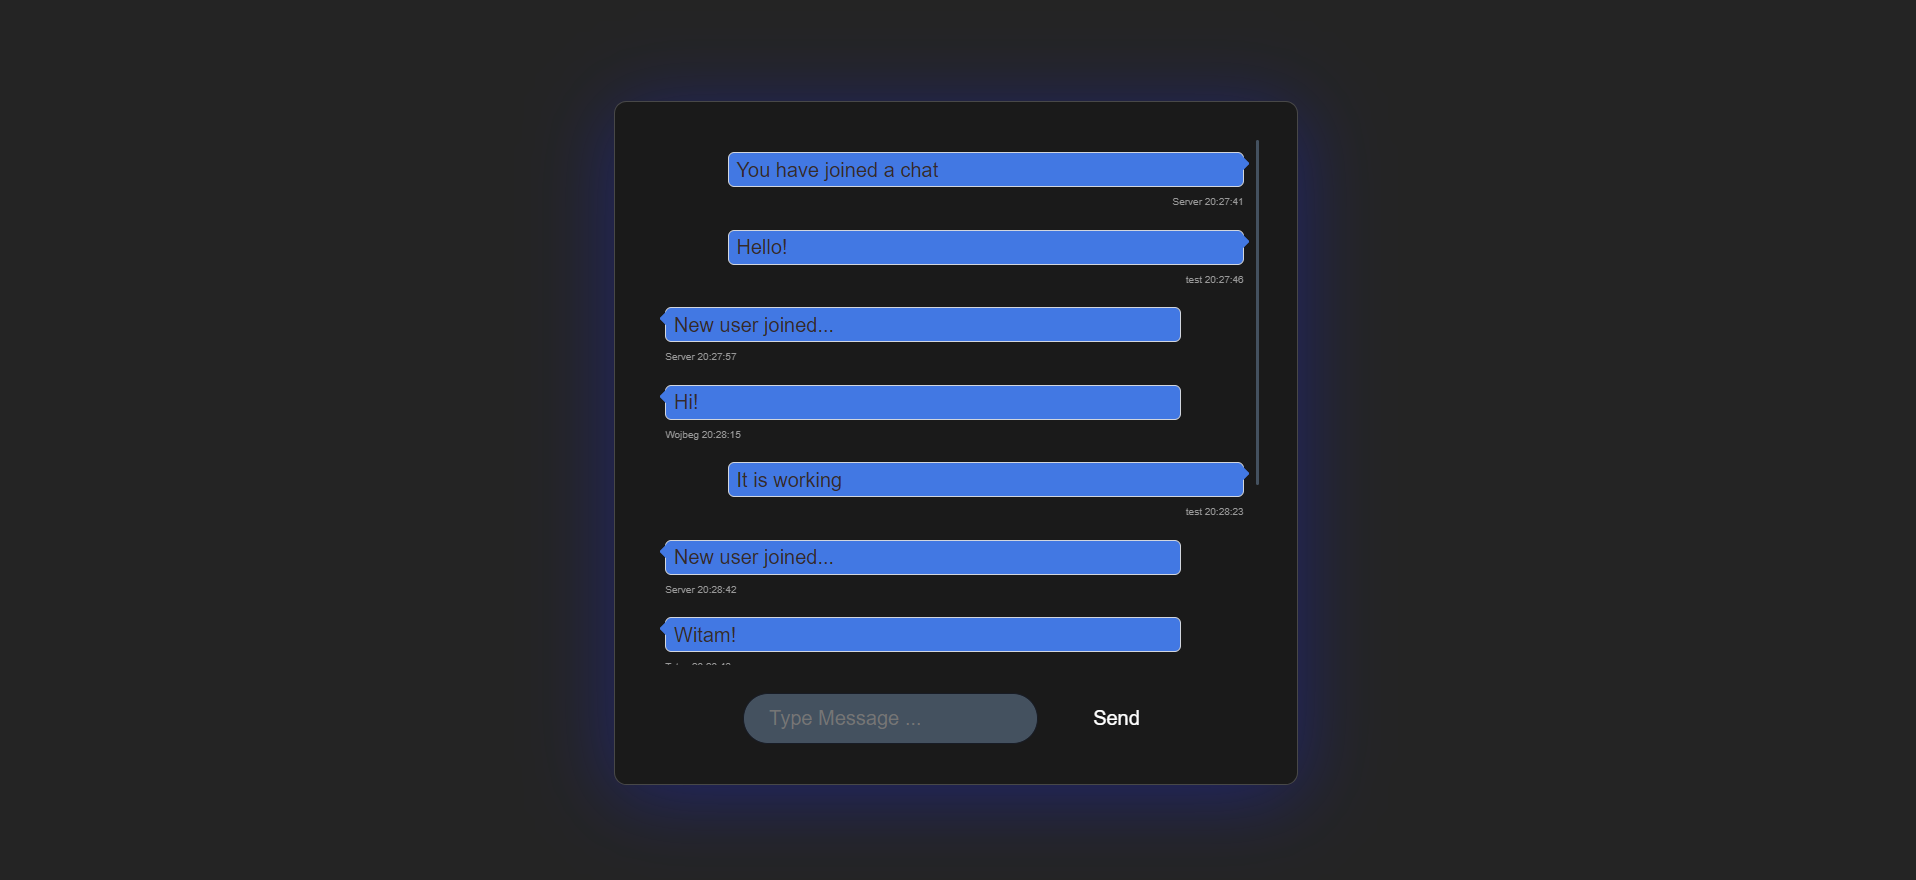 You have joined a chat
Server 20:27:41
Hello!
test 20:27:46
New user joined...
Server 20:27:57
Hi!
Wojbeg 20:28:15
It is working
test 20:28:23
New user joined...
Server 20:28:42
Witam!
Type Message ...
Send